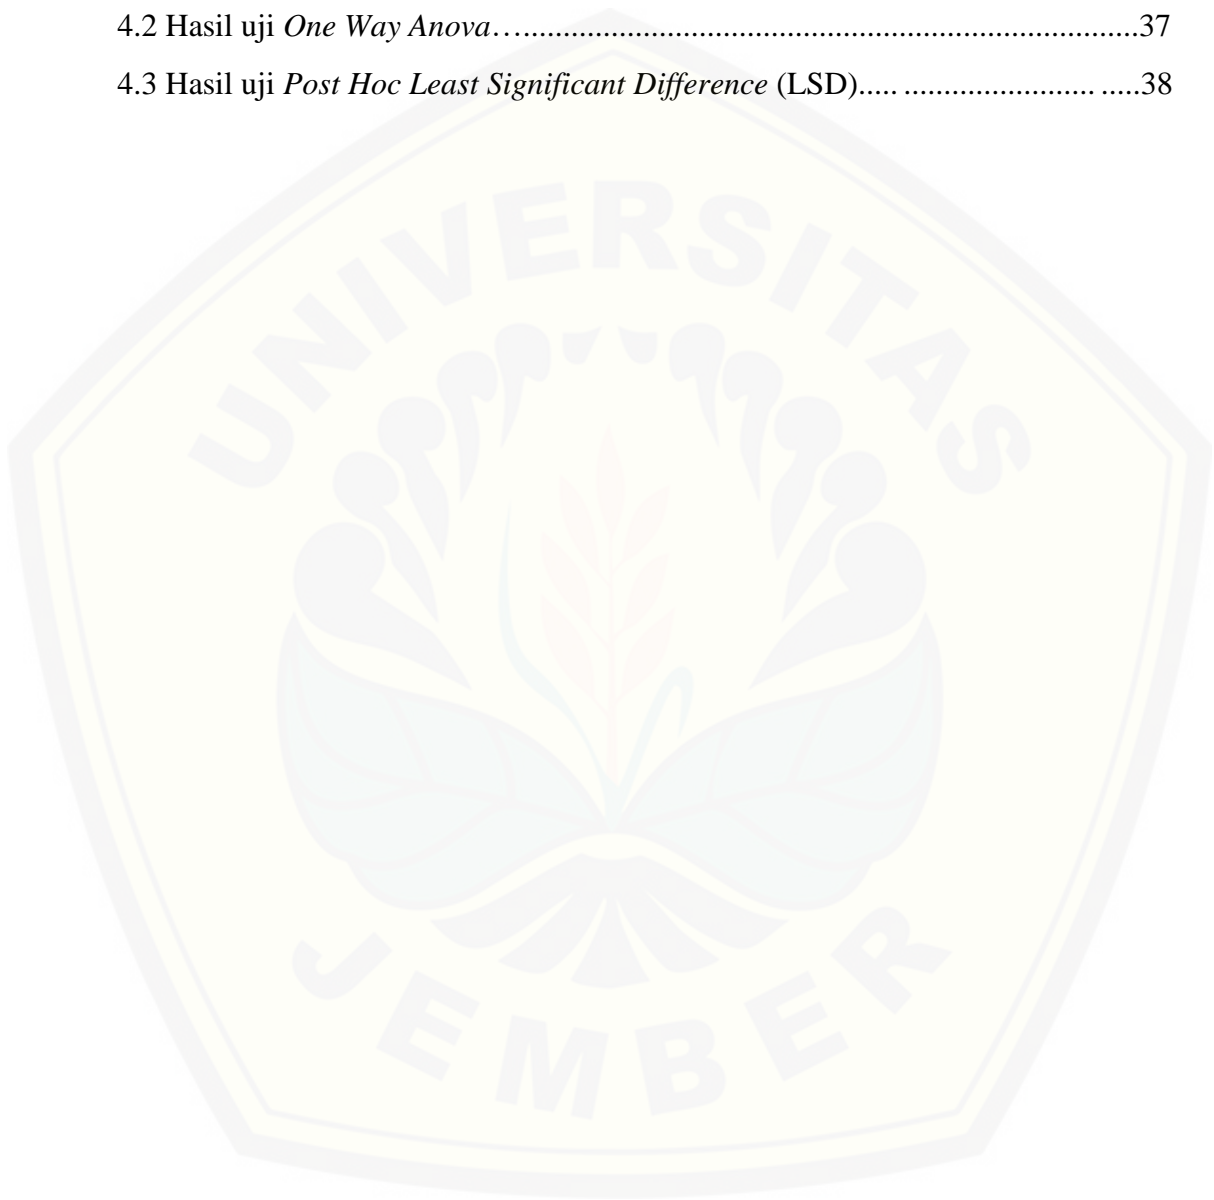 4.2 Hasil uji One Way Anova…..............................................................................37
4.3 Hasil uji Post Hoc Least Significant Difference (LSD)..... ........................ .....38
UNIVERSITAS
JEMBER